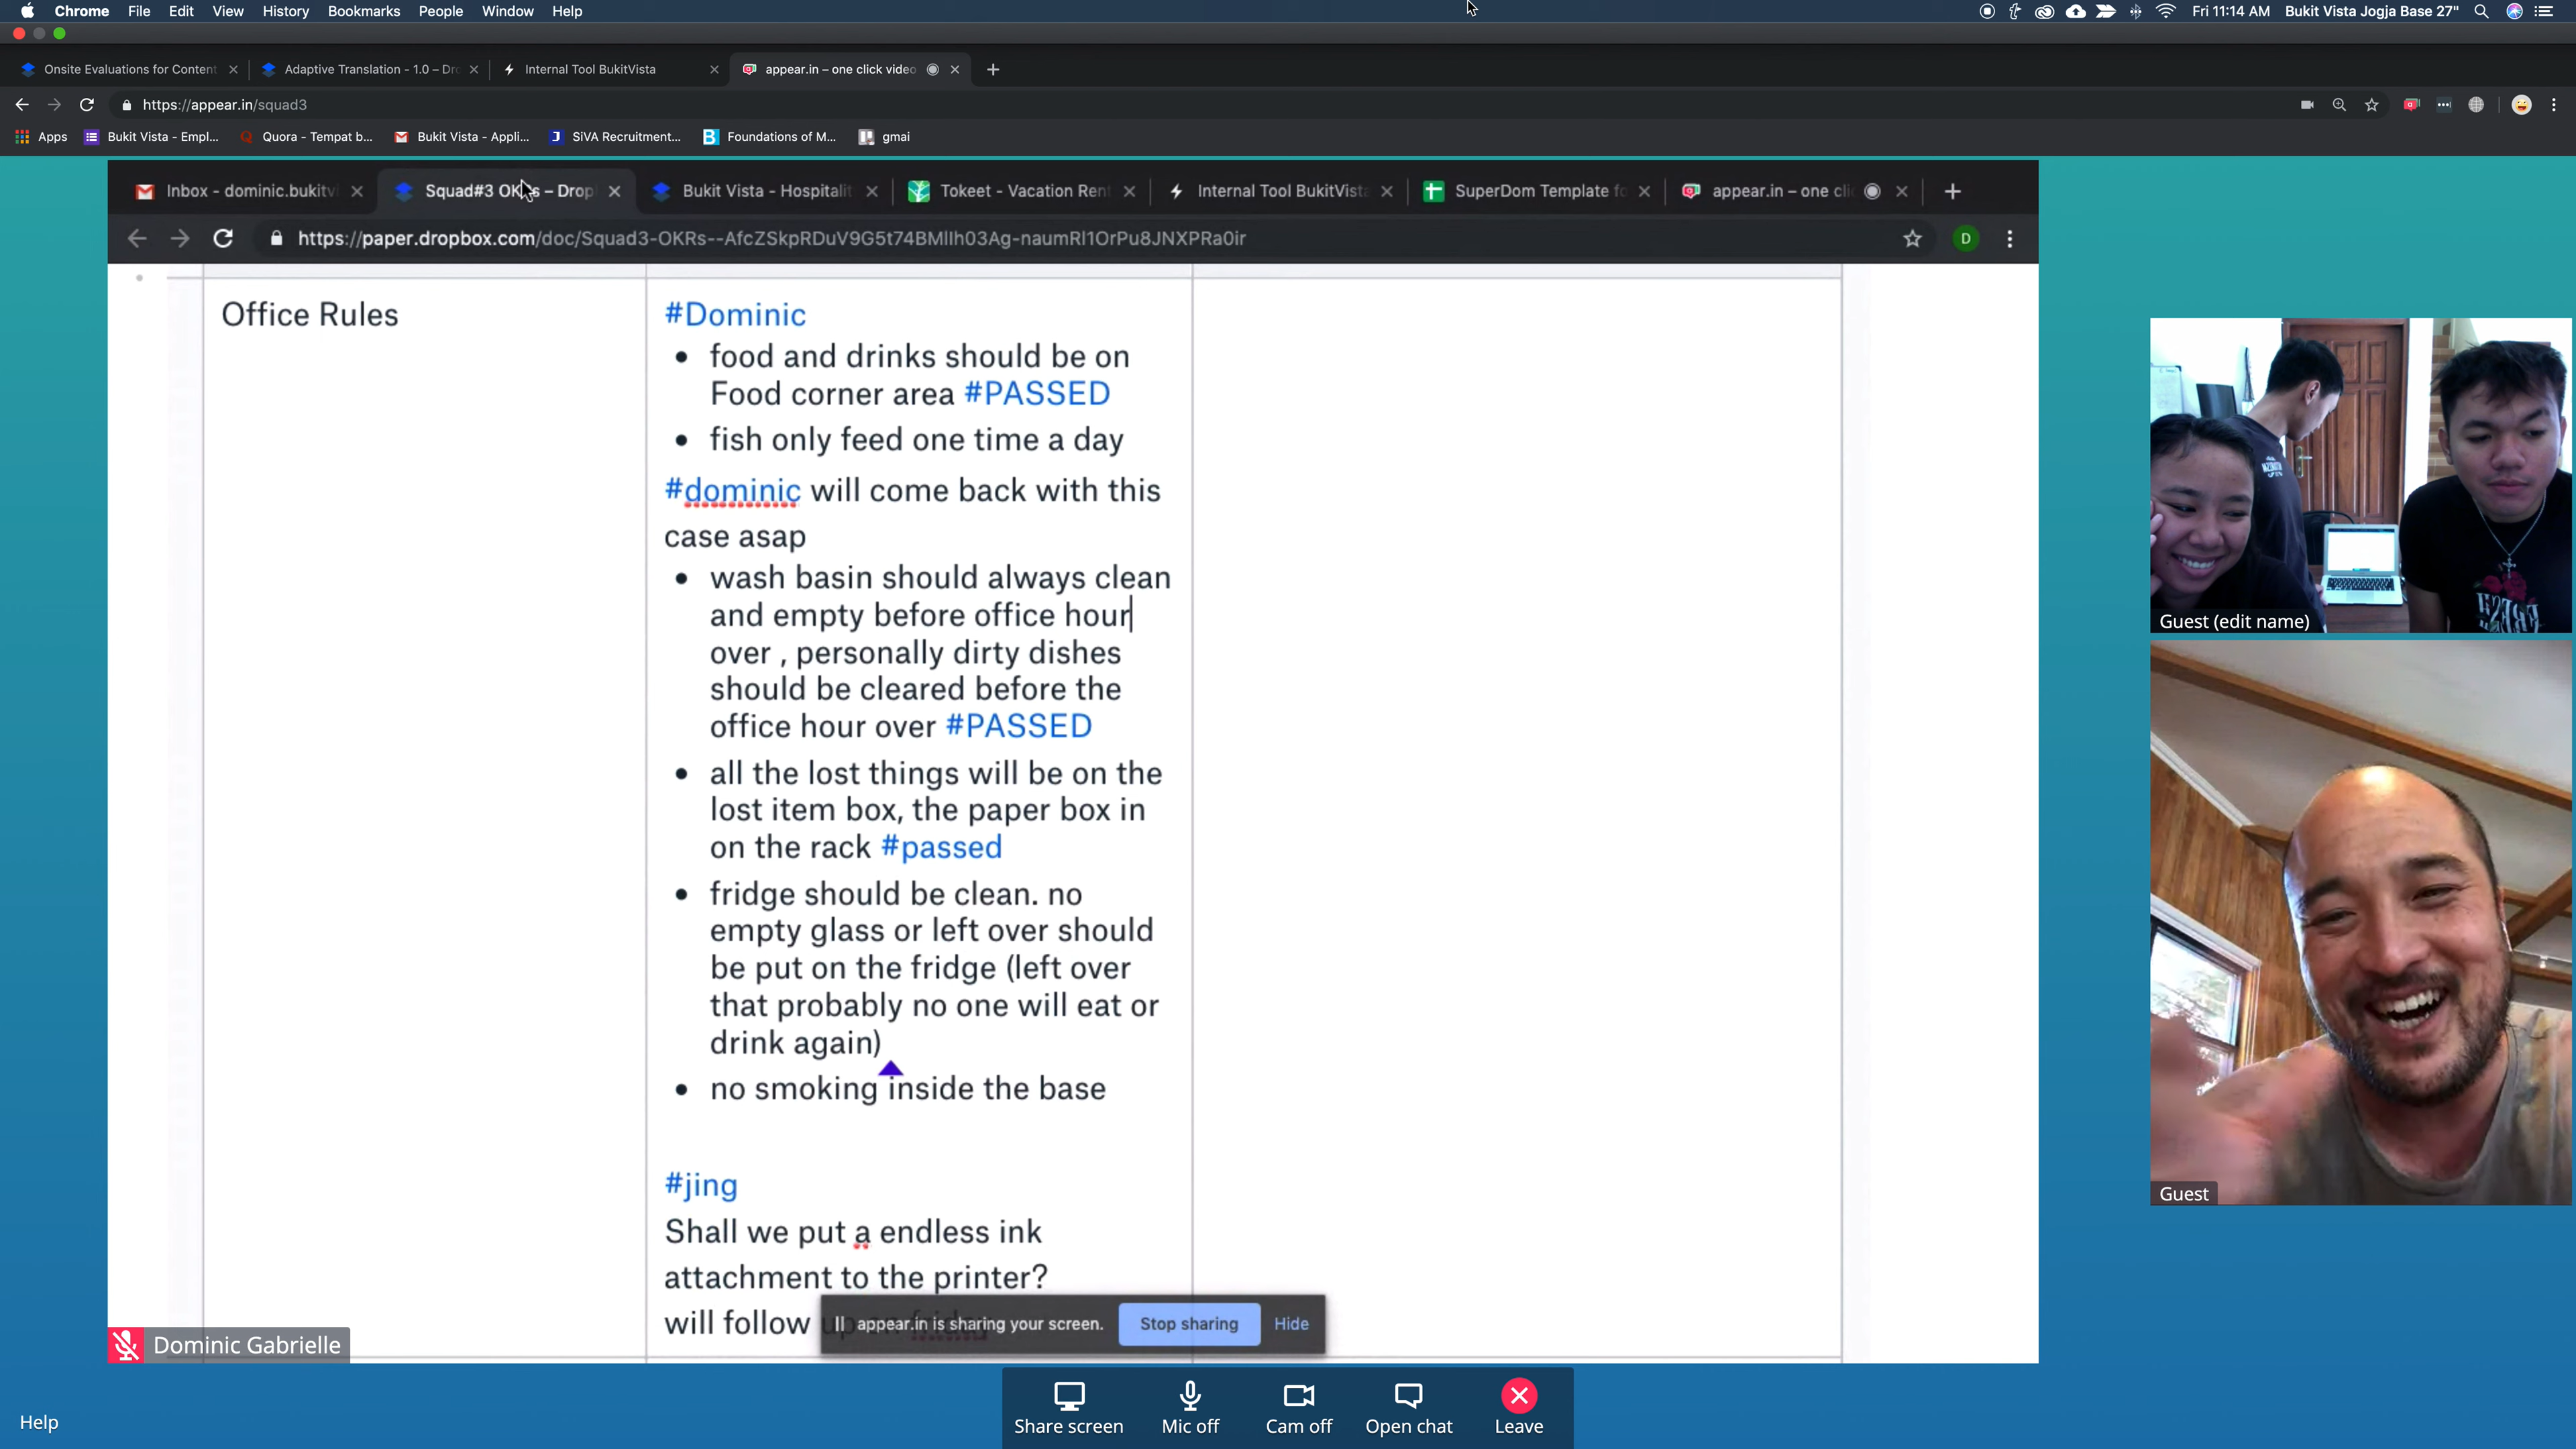 Chrome File Edit View History Bookmarks People Window Help
Fri 11:14 AM Bukit Vista Jogja Base 27"
Onsite Evaluations for Content
Adaptive Translation - 1.0 – Dro
Internal Tool BukitVista
appear.in – one click video
https://appear.in/squad3
Apps
Bukit Vista - Empl...
Quora - Tempat b...
Bukit Vista - Appli...
SiVA Recruitment...
Foundations of M...
gmai
Inbox - dominic.bukitvi
Squad#3 OKRs – Drop
Bukit Vista - Hospitalit
Tokeet - Vacation Rent
Internal Tool BukitVista
SuperDom Template fo
appear.in – one clic
https://paper.dropbox.com/doc/Squad3-OKRs--
Office Rules
#Dominic
• food and drinks should be on
Food corner area #PASSED
• fish only feed one time a day
#dominic will come back with this
case asap
• wash basin should always clean
and empty before office hour
over , personally dirty dishes
should be cleared before the
office hour over #PASSED
• all the lost things will be on the
lost item box, the paper box in
on the rack #passed
• fridge should be clean. no
empty glass or left over should
be put on the fridge (left over
that probably no one will eat or
drink again)
• no smoking inside the base
#jing
Shall we put a endless ink
attachment to the printer?
will follow
appear.in is sharing your screen. Stop sharing Hide
Dominic Gabrielle
Guest (edit name)
Guest
Help
Share screen
Mic off
Cam off
Open chat
Leave